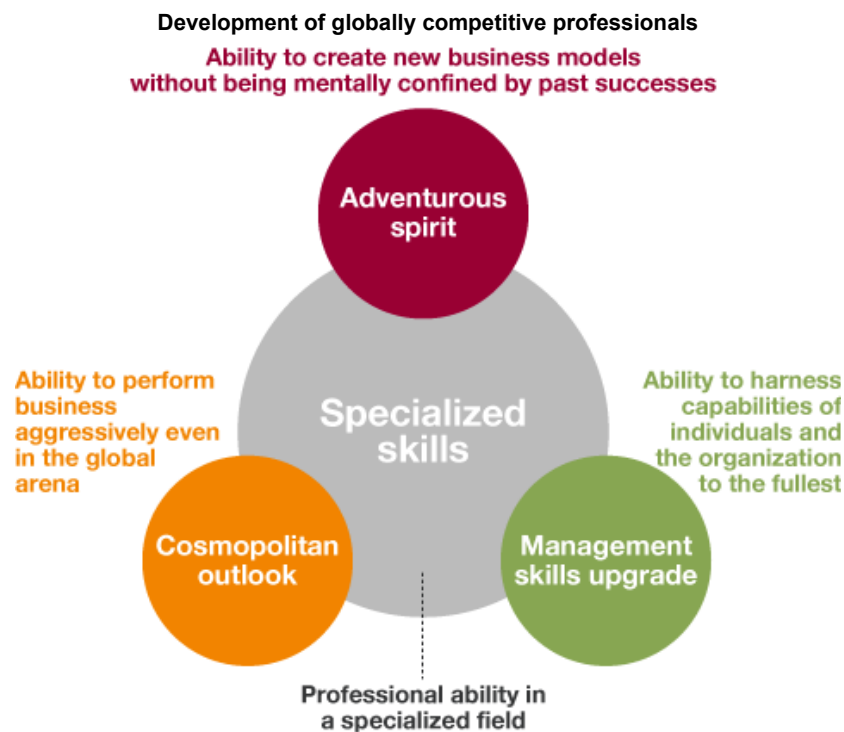 Development of globally competitive professionals
Ability to create new business models
without being mentally confined by past successes
Adventurous
spirit
Ability to perform
business
aggressively even
in the global
arena
Specialized
skills
Ability to harness
capabilities of
individuals and
the organization
to the fullest
Cosmopolitan
outlook
Management
skills upgrade
Professional ability in
a specialized field